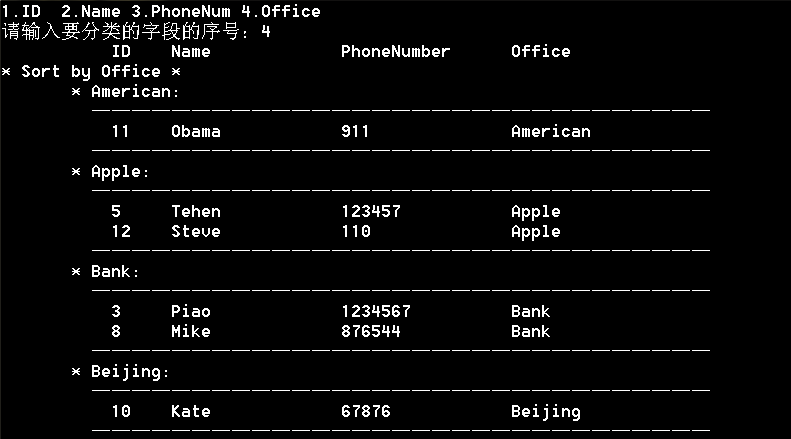 1.ID  2.Name 3.PhoneNum 4.Office
请输入要分类的字段的序号: 4
ID    Name             PhoneNumber      Office
* Sort by Office *
* American:
11    Obama            911              American
* Apple:
5     Tehen            123457           Apple
12    Steve            110              Apple
* Bank:
3     Piao             1234567          Bank
8     Mike             876544           Bank
* Beijing:
10    Kate             67876            Beijing